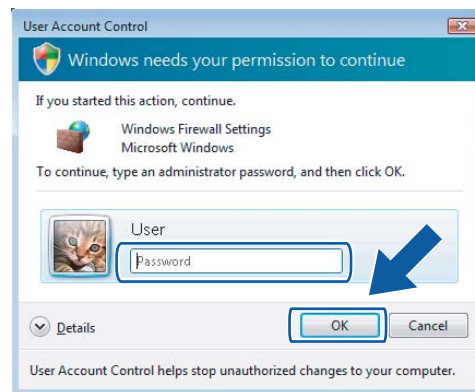 User Account Control
Windows needs your permission to continue
If you started this action, continue.
Windows Firewall Settings
Microsoft Windows
To continue, type an administrator password, and then click OK.
User
Password
Details
OK
Cancel
User Account Control helps stop unauthorized changes to your computer.